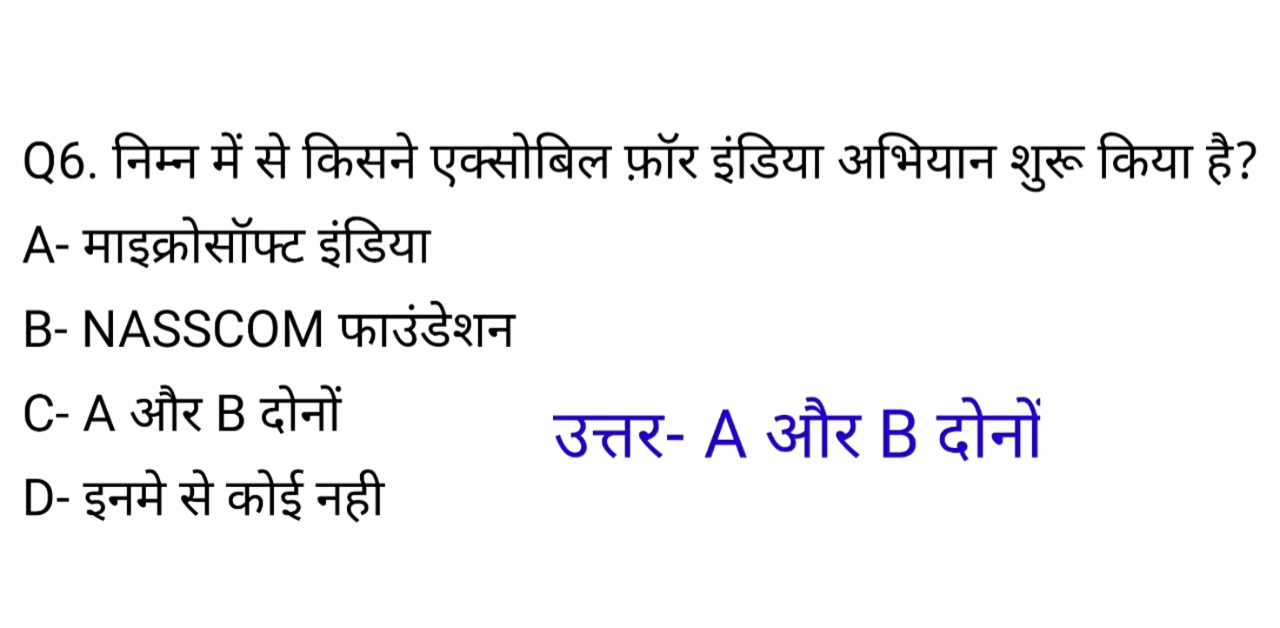 Q6. निम्न में से किसने एक्सोबिल फ़ॉर इंडिया अभियान शुरू किया है?
A- माइक्रोसॉफ्ट इंडिया
B- NASSCOM फाउंडेशन
C- A और B दोनों
उत्तर- A और B दोनों
D- इनमे से कोई नही